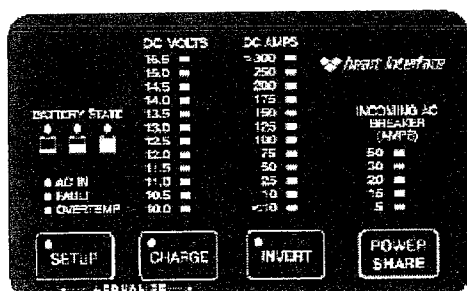 DC VOLTS
16.5
15.0
14.5
14.0
13.5
13.0
12.5
12.0
11.5
11.0
10.5
10.0
DC AMPS
>300
250
200
175
150
125
100
75
50
25
10
<10
Heart Interface
BATTERY STATE
AC IN
FAULT
OVERTEMP
INCOMING AC
BREAKER
(AMPS)
50
30
20
15
5
SETUP
CHARGE
INVERT
POWER
SHARE
EQUALIZE